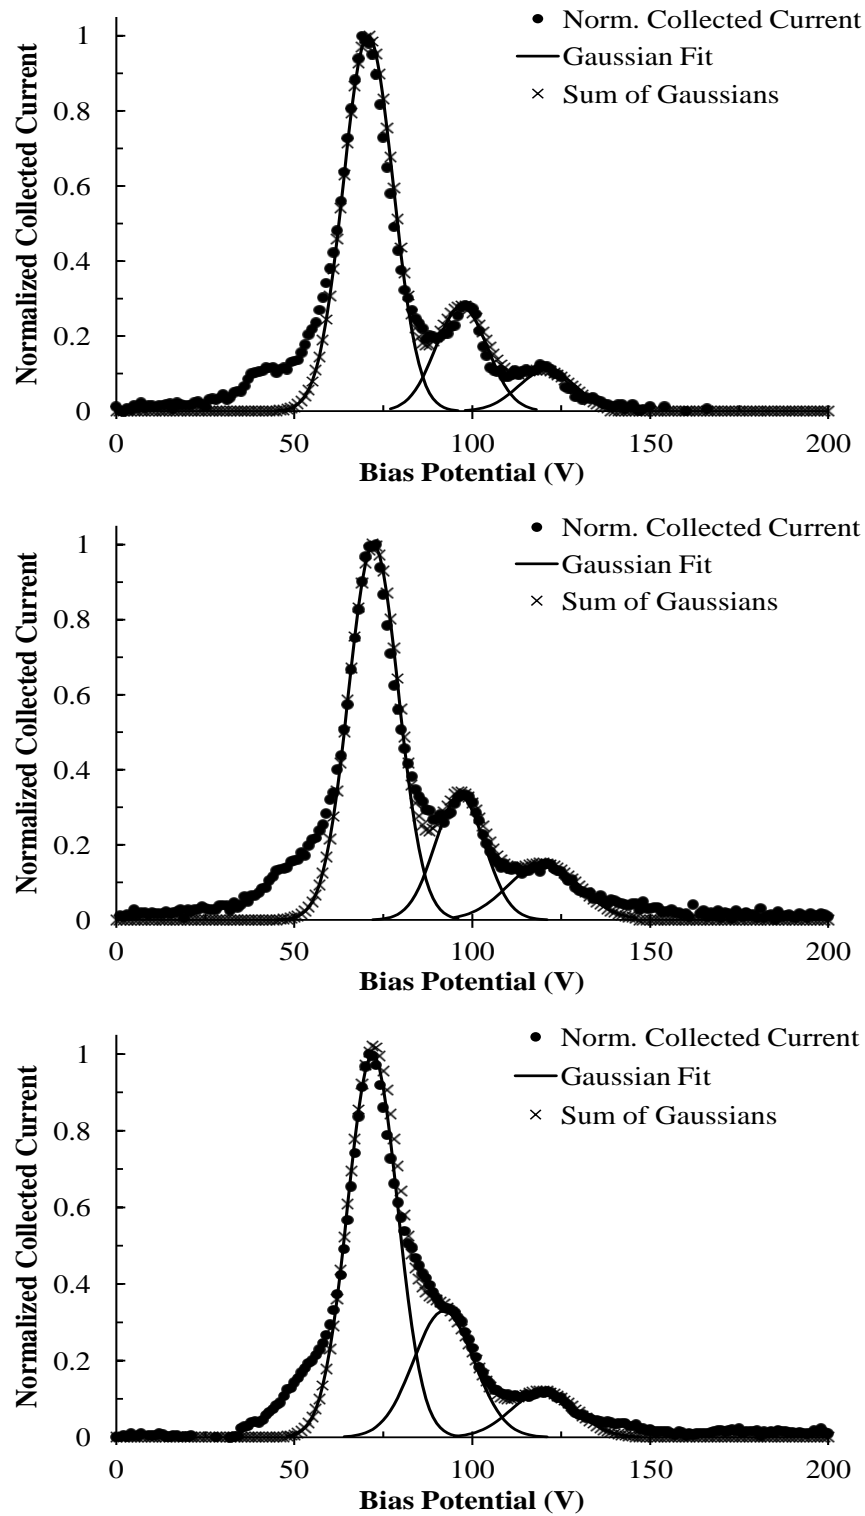 Norm. Collected Current
Gaussian Fit
Sum of Gaussians
Normalized Collected Current
1
0.8
0.6
0.4
0.2
0
0 50 100 150 200
Bias Potential (V)
Norm. Collected Current
Gaussian Fit
Sum of Gaussians
Normalized Collected Current
1
0.8
0.6
0.4
0.2
0
0 50 100 150 200
Bias Potential (V)
Norm. Collected Current
Gaussian Fit
Sum of Gaussians
Normalized Collected Current
1
0.8
0.6
0.4
0.2
0
0 50 100 150 200
Bias Potential (V)